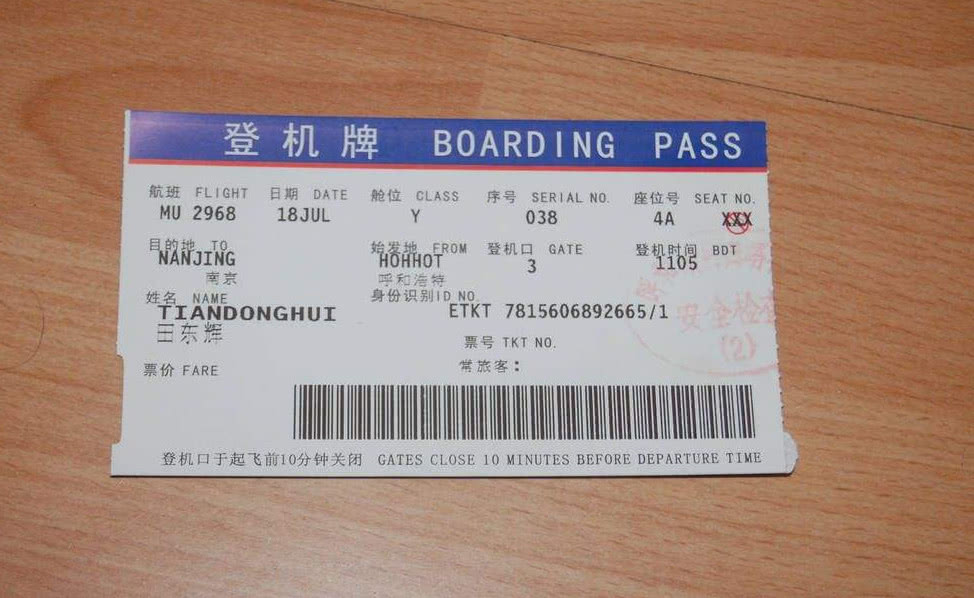 登机牌 BOARDING PASS
航班 FLIGHT 日期 DATE 舱位 CLASS 序号 SERIAL NO. 座位号 SEAT NO.
MU 2968 18JUL Y 038 4A XXX
目的地 TO 始发地 FROM 登机口 GATE 登机时间 BDT
NANJING HOHHOT 3 1105
南京 呼和浩特
姓名 NAME 身份识别ID NO.
TIANDONGHUI ETKT 7815606892665/1
田东辉
票号 TKT NO.
票价 FARE 常旅客：
安全检查
(2)
登机口于起飞前10分钟关闭 GATES CLOSE 10 MINUTES BEFORE DEPARTURE TIME